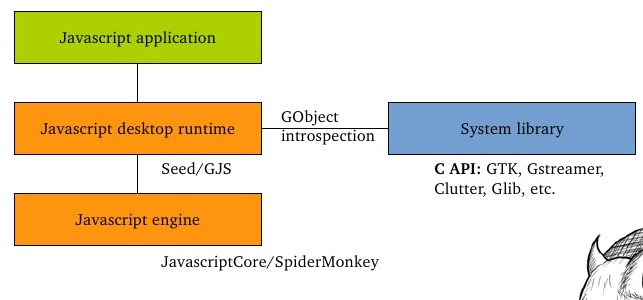 Javascript application
Javascript desktop runtime
GObject
introspection
System library
Seed/GJS
C API: GTK, Gstreamer,
Clutter, Glib, etc.
Javascript engine
JavascriptCore/SpiderMonkey